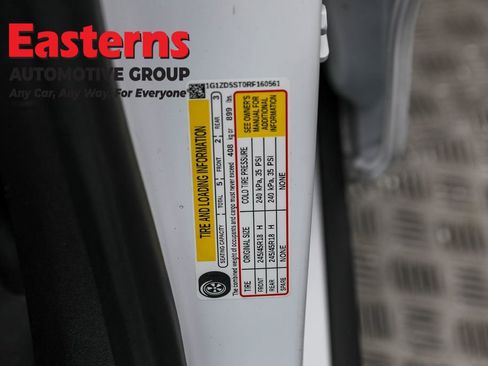 Easterns
AUTOMOTIVE GROUP
Any Car, Any Way, For Everyone
1G1ZD5ST0RF160561
TIRE AND LOADING INFORMATION
SEATING CAPACITY TOTAL 5 FRONT 2 REAR 3
The combined weight of occupants and cargo must never exceed 408 kg or 899 lbs.
TIRE ORIGINAL SIZE COLD TIRE PRESSURE
FRONT 245/45R18 H 240 kPa, 35 PSI
REAR 245/45R18 H 240 kPa, 35 PSI
SPARE NONE NONE
SEE OWNER'S
MANUAL FOR
ADDITIONAL
INFORMATION